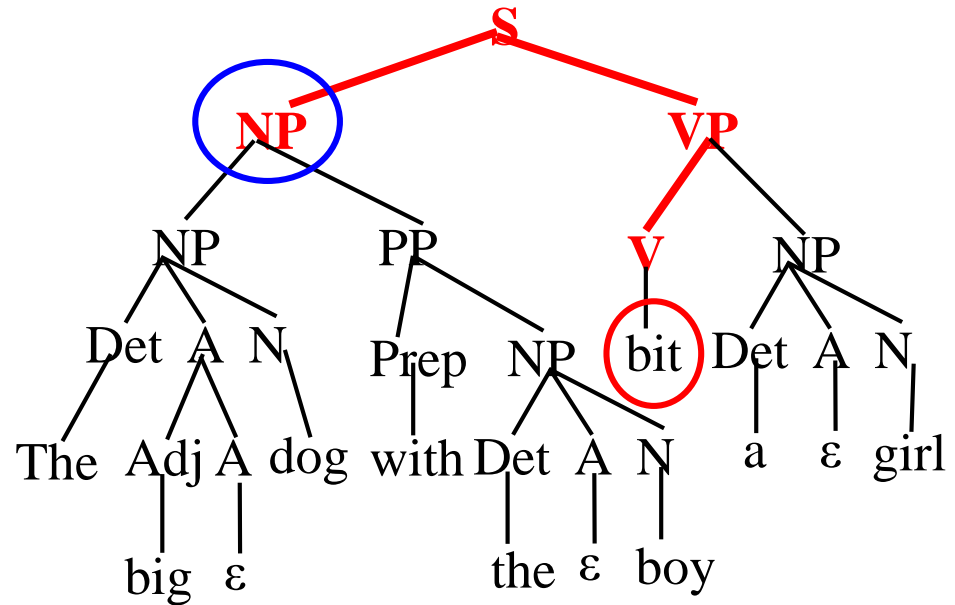 S
NP VP
NP PP V NP
Det A N Prep NP bit Det A N
The Adj A dog with Det A N a ε girl
big ε the ε boy